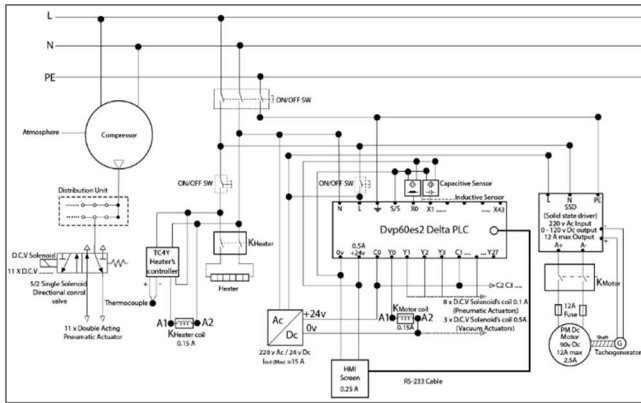 L
N
PE
ON/OFF SW
Atmosphere
Compressor
ON/OFF SW
ON/OFF SW
Capacitive Sensor
Inductive Sensor
Distribution Unit
N L S/S X0 X1 ... X43
L N PE
Dvp60es2 Delta PLC
SSD
(Solid state driver)
220 v Ac Input
0 - 120 v Dc output
12 A max Output
A+ A-
KHeater
TC4Y
Heater's
controller
D.C.V Solenoid
11 X D.C.V
5/2 Single Solenoid
Directional conrol
valve
0.5A
0v +24v C0 Y0 Y1 Y2 Y3 C1... Y27
Heater
Thermocouple
+ -
C2 C3 ...
KMotor
8 x D.C.V Solenoid's coil 0.1 A
(Pneumatic Actuators)
3 x D.C.V Solenoid's coil 0.5A
(Vacuum Actuators)
KMotor coil
A1 A2
0.15A
A1 A2
KHeater coil
0.15 A
Ac
Dc
+24v
0v
11 x Double Acting
Pneumatic Actuator
220 v Ac / 24 v Dc
Iout (Max) = 15 A
12A
Fuse
PM Dc
Motor
90v Dc
12A max
2.5A
Shaft
G
Tachogenerator
HMI
Screen
0.25 A
RS-233 Cable